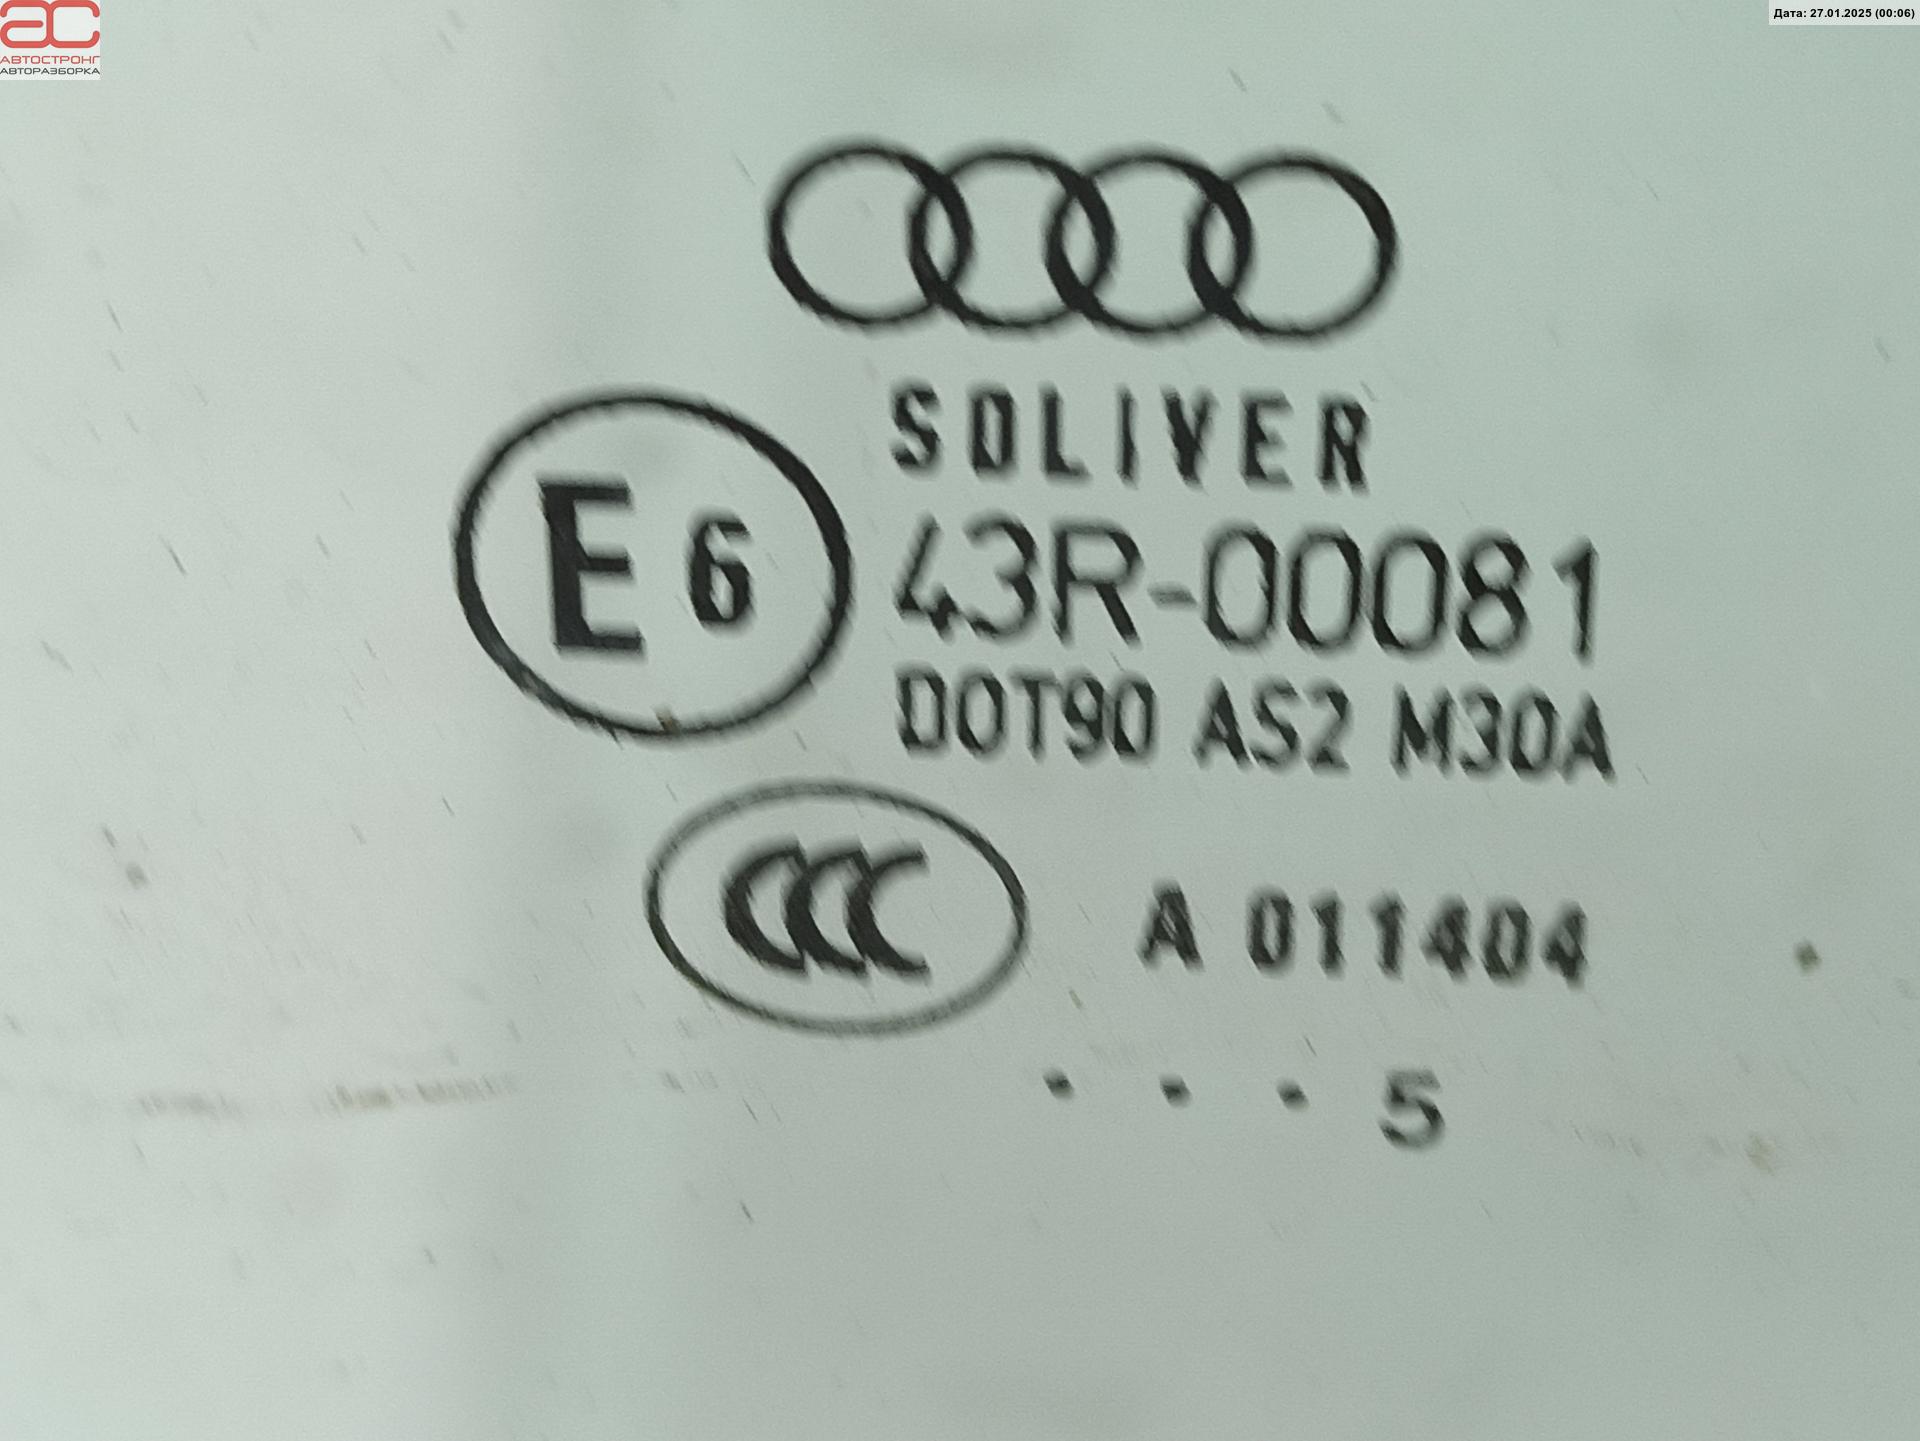 АВТОСТРОНГ
АВТОРАЗБОРКА
Дата: 27.01.2025 (00:06)
SOLIVER
E 6
43R-00081
DOT90 AS2 M30A
CCC
A 011404
. . . 5